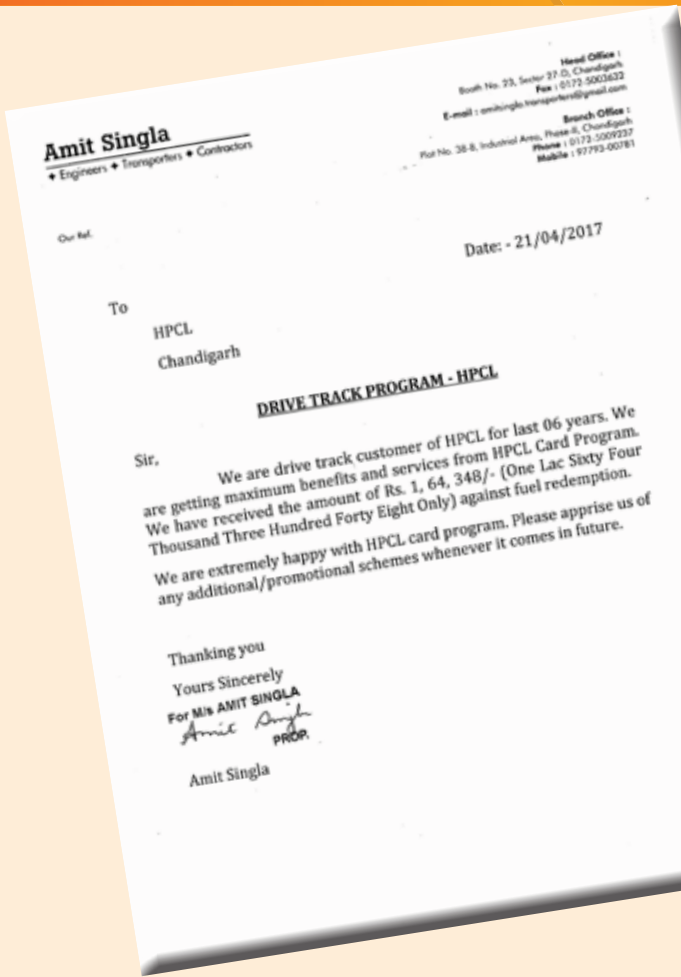 Amit Singla
✦ Engineers ✦ Transporters ✦ Contractors
Head Office :
Booth No. 23, Sector 27-D, Chandigarh
Fax : 0172-5003622
E-mail : amitsingla.transporters@gmail.com
Branch Office :
Plot No. 38-B, Industrial Area, Phase-II, Chandigarh
Phone : 0172-5009237
Mobile : 97793-00781
Our Ref.
Date: - 21/04/2017
To
HPCL
Chandigarh
DRIVE TRACK PROGRAM - HPCL
Sir,
We are drive track customer of HPCL for last 06 years. We
are getting maximum benefits and services from HPCL Card Program.
We have received the amount of Rs. 1, 64, 348/- (One Lac Sixty Four
Thousand Three Hundred Forty Eight Only) against fuel redemption.
We are extremely happy with HPCL card program. Please apprise us of
any additional/promotional schemes whenever it comes in future.
Thanking you
Yours Sincerely
For M/s AMIT SINGLA
Amit Singla
PROP.
Amit Singla